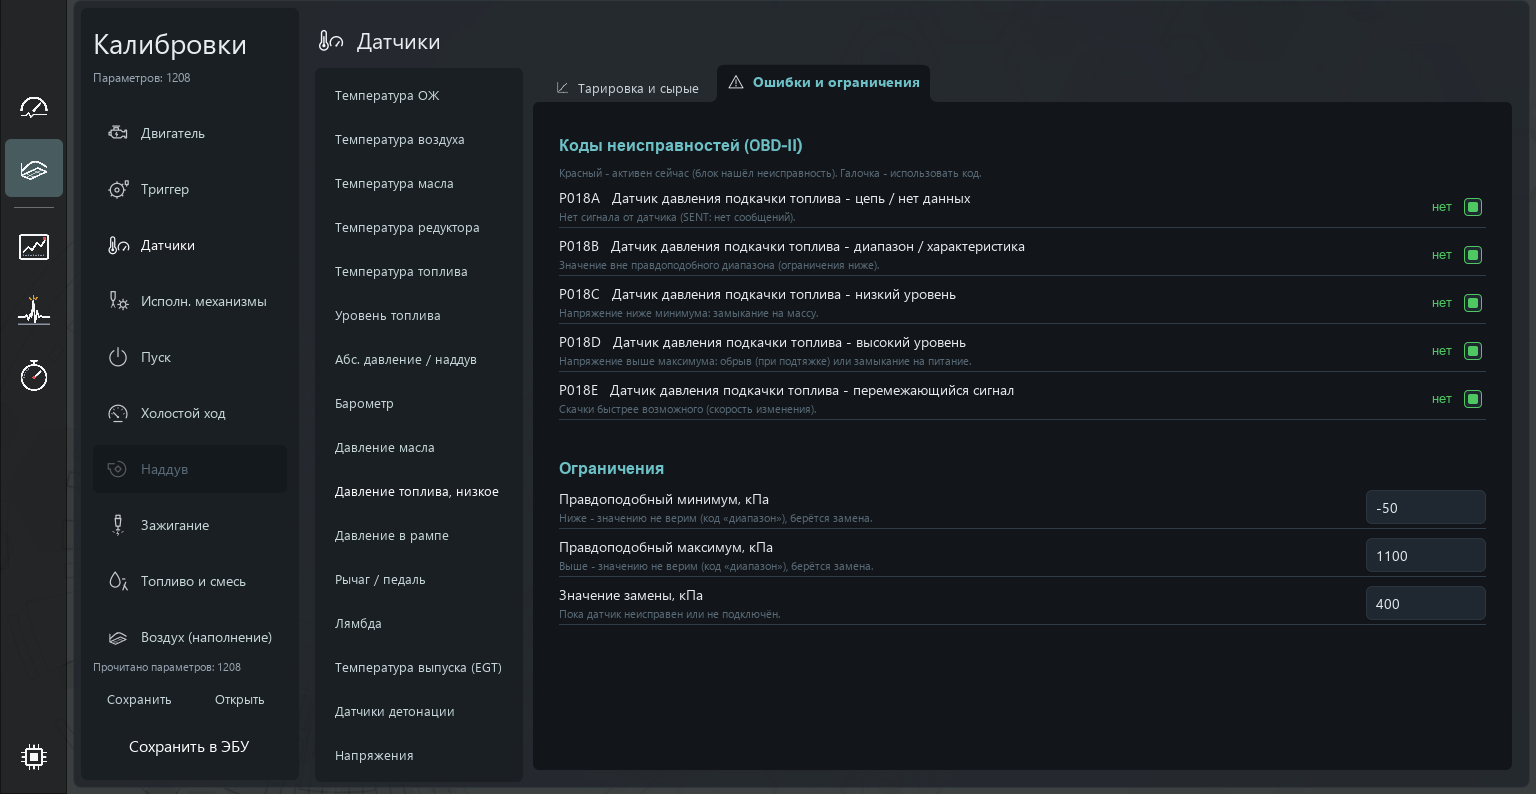 Калибровки
Параметров: 1208
Двигатель
Триггер
Датчики
Исполн. механизмы
Пуск
Холостой ход
Наддув
Зажигание
Топливо и смесь
Воздух (наполнение)
Прочитано параметров: 1208
Сохранить
Открыть
Сохранить в ЭБУ
Датчики
Температура ОЖ
Температура воздуха
Температура масла
Температура редуктора
Температура топлива
Уровень топлива
Абс. давление / наддув
Барометр
Давление масла
Давление топлива, низкое
Давление в рампе
Рычаг / педаль
Лямбда
Температура выпуска (EGT)
Датчики детонации
Напряжения
Тарировка и сырые
Ошибки и ограничения
Коды неисправностей (OBD-II)
Красный - активен сейчас (блок нашёл неисправность). Галочка - использовать код.
P018A Датчик давления подкачки топлива - цепь / нет данных
нет
Нет сигнала от датчика (SENT: нет сообщений).
P018B Датчик давления подкачки топлива - диапазон / характеристика
нет
Значение вне правдоподобного диапазона (ограничения ниже).
P018C Датчик давления подкачки топлива - низкий уровень
нет
Напряжение ниже минимума: замыкание на массу.
P018D Датчик давления подкачки топлива - высокий уровень
нет
Напряжение выше максимума: обрыв (при подтяжке) или замыкание на питание.
P018E Датчик давления подкачки топлива - перемежающийся сигнал
нет
Скачки быстрее возможного (скорость изменения).
Ограничения
Правдоподобный минимум, кПа
-50
Ниже - значению не верим (код «диапазон»), берётся замена.
Правдоподобный максимум, кПа
1100
Выше - значению не верим (код «диапазон»), берётся замена.
Значение замены, кПа
400
Пока датчик неисправен или не подключён.